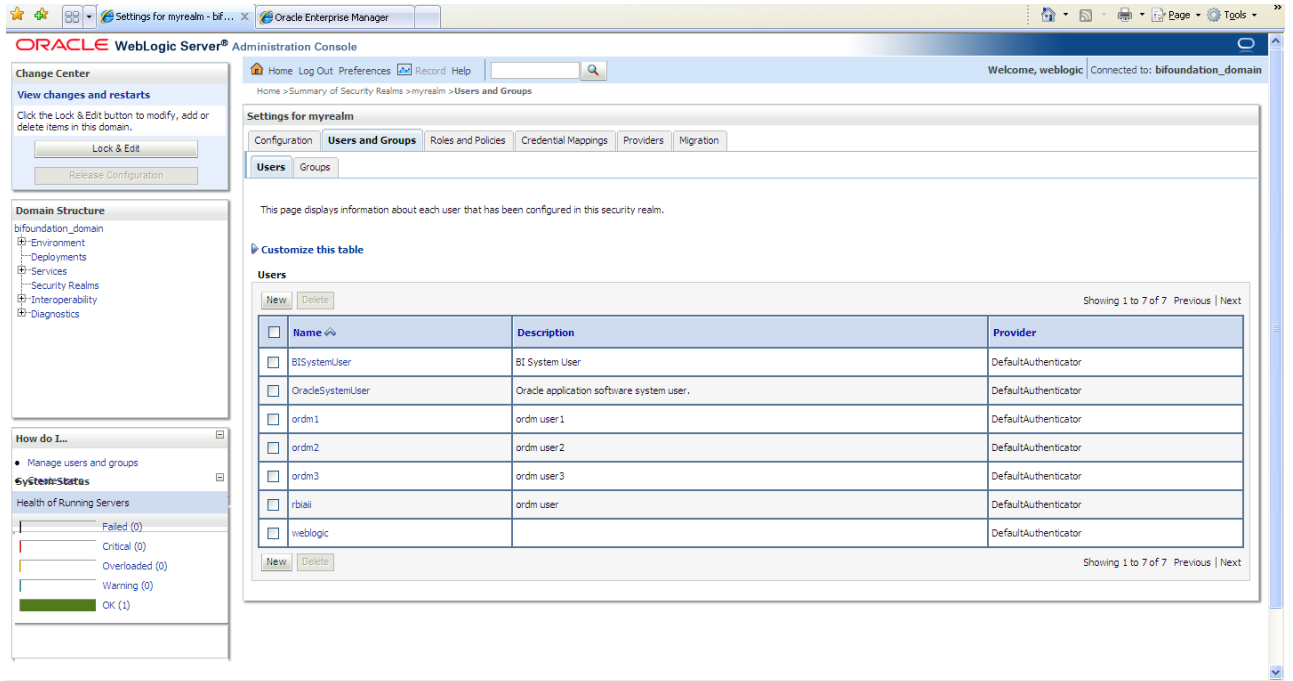 Settings for myrealm - bif... X Oracle Enterprise Manager
Page Tools »
ORACLE WebLogic Server® Administration Console
Change Center
View changes and restarts
Click the Lock & Edit button to modify, add or
delete items in this domain.
Lock & Edit
Release Configuration
Domain Structure
bifoundation_domain
Environment
Deployments
Services
Security Realms
Interoperability
Diagnostics
How do I...
Manage users and groups
System Status
Health of Running Servers
Failed (0)
Critical (0)
Overloaded (0)
Warning (0)
OK (1)
Home Log Out Preferences Record Help
Welcome, weblogic Connected to: bifoundation_domain
Home >Summary of Security Realms >myrealm >Users and Groups
Settings for myrealm
Configuration Users and Groups Roles and Policies Credential Mappings Providers Migration
Users Groups
This page displays information about each user that has been configured in this security realm.
Customize this table
Users
New Delete Showing 1 to 7 of 7 Previous | Next
Name Description Provider
BISystemUser BI System User DefaultAuthenticator
OracleSystemUser Oracle application software system user. DefaultAuthenticator
ordm1 ordm user1 DefaultAuthenticator
ordm2 ordm user2 DefaultAuthenticator
ordm3 ordm user3 DefaultAuthenticator
rbiaii ordm user DefaultAuthenticator
weblogic DefaultAuthenticator
New Delete Showing 1 to 7 of 7 Previous | Next